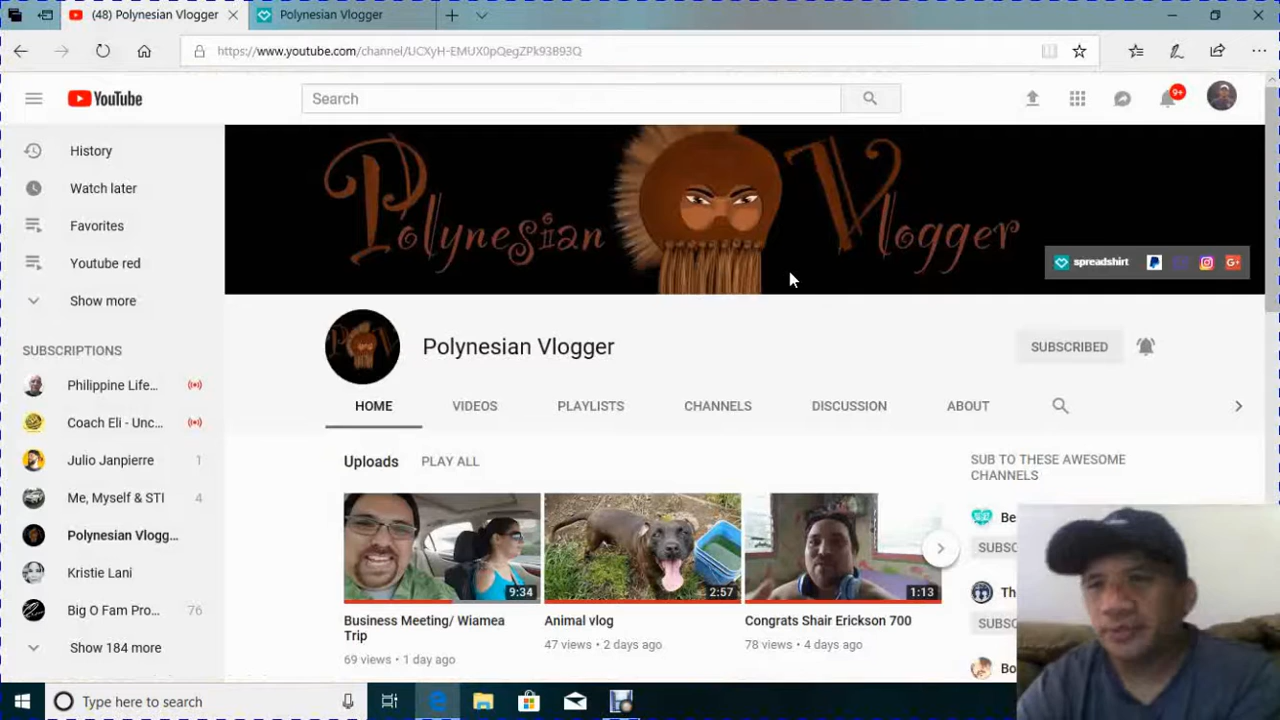 (48) Polynesian Vlogger
Polynesian Vlogger
https://www.youtube.com/channel/UCXyH-EMUX0pQegZPk93B93Q
YouTube
Search
9+
History
Watch later
Favorites
Youtube red
Show more
SUBSCRIPTIONS
Philippine Life...
Coach Eli - Unc...
Julio Janpierre 1
Me, Myself & STI 4
Polynesian Vlogg...
Kristie Lani
Big O Fam Pro... 76
Show 184 more
Polynesian Vlogger
spreadshirt
Polynesian Vlogger
SUBSCRIBED
HOME VIDEOS PLAYLISTS CHANNELS DISCUSSION ABOUT
Uploads PLAY ALL
9:34
Business Meeting/ Wiamea
Trip
69 views • 1 day ago
2:57
Animal vlog
47 views • 2 days ago
1:13
Congrats Shair Erickson 700
78 views • 4 days ago
SUB TO THESE AWESOME
CHANNELS
Be
SUBSC
Th
SUBSC
Bo
Type here to search